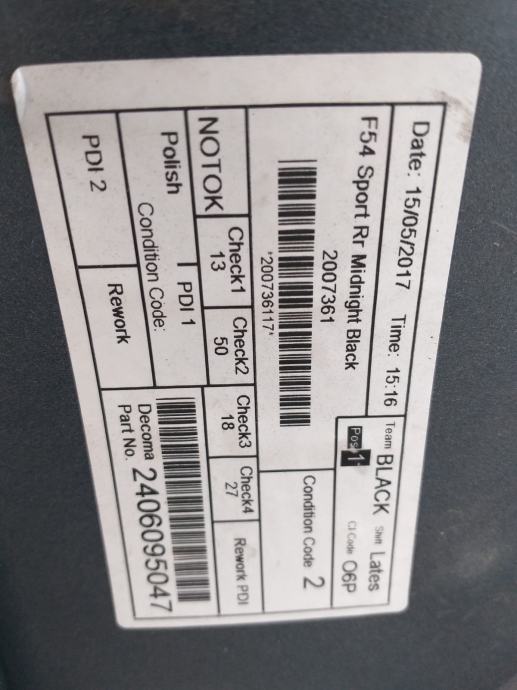 Date: 15/05/2017 Time: 15:16
Team BLACK Shift Lates
F54 Sport Rr Midnight Black
Pos 1 Cl-Code O6P
2007361
*200736117*
Condition Code 2
NOTOK Check1 Check2 Check3 Check4 Rework PDI
13 50 18 27
Polish PDI 1
Condition Code:
PDI 2 Rework
Decoma
Part No. 2406095047